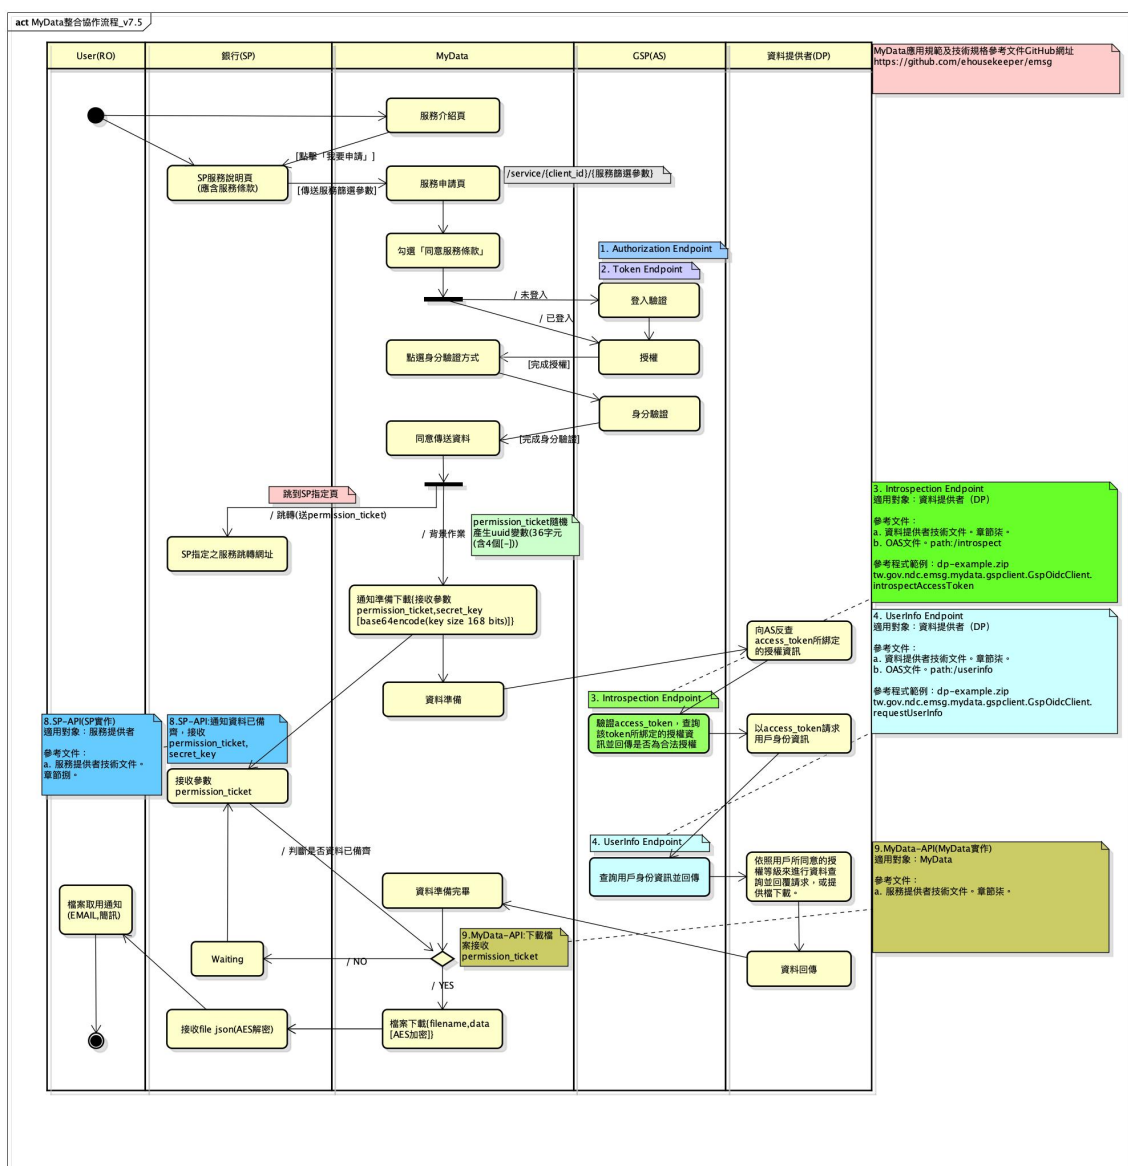 act MyData整合協作流程_v7.5
User(RO)
銀行(SP)
MyData
GSP(AS)
資料提供者(DP)
MyData應用規範及技術規格參考文件GitHub網址
https://github.com/ehousekeeper/emsg
服務介紹頁
[點擊「我要申請」]
SP服務說明頁
(應含服務條款)
[傳送服務篩選參數]
服務申請頁
/service/{client_id}/{服務篩選參數}
勾選「同意服務條款」
1. Authorization Endpoint
2. Token Endpoint
/ 未登入
登入驗證
/ 已登入
點選身分驗證方式
[完成授權]
授權
身分驗證
同意傳送資料
[完成身分驗證]
跳到SP指定頁
/ 跳轉(送permission_ticket)
SP指定之服務跳轉網址
/ 背景作業
permission_ticket隨機
產生uuid變數(36字元
(含4個[-]))
3. Introspection Endpoint
適用對象：資料提供者（DP）
參考文件：
a. 資料提供者技術文件。章節柒。
b. OAS文件。path:/introspect
參考程式範例：dp-example.zip
tw.gov.ndc.emsg.mydata.gspclient.GspOidcClient.
introspectAccessToken
通知準備下載{接收參數
permission_ticket,secret_key
[base64encode(key size 168 bits)]}
4. UserInfo Endpoint
適用對象：資料提供者（DP）
參考文件：
a. 資料提供者技術文件。章節柒。
b. OAS文件。path:/userinfo
參考程式範例：dp-example.zip
tw.gov.ndc.emsg.mydata.gspclient.GspOidcClient.
requestUserInfo
向AS反查
access_token所綁定
的授權資訊
資料準備
3. Introspection Endpoint
驗證access_token，查詢
該token所綁定的授權資
訊並回傳是否為合法授權
以access_token請求
用戶身份資訊
8.SP-API(SP實作)
適用對象：服務提供者
參考文件：
a. 服務提供者技術文件。
章節捌。
8.SP-API:通知資料已備
齊，接收
permission_ticket,
secret_key
接收參數
permission_ticket
/ 判斷是否資料已備齊
4. UserInfo Endpoint
查詢用戶身份資訊並回傳
依照用戶所同意的授
權等級來進行資料查
詢並回覆請求，或提
供檔下載。
9.MyData-API(MyData實作)
適用對象：MyData
參考文件：
a. 服務提供者技術文件。章節柒。
檔案取用通知
(EMAIL,簡訊)
資料準備完畢
9.MyData-API:下載檔
案接收
permission_ticket
Waiting
/ NO
資料回傳
/ YES
接收file json(AES解密)
檔案下載{filename,data
[AES加密]}